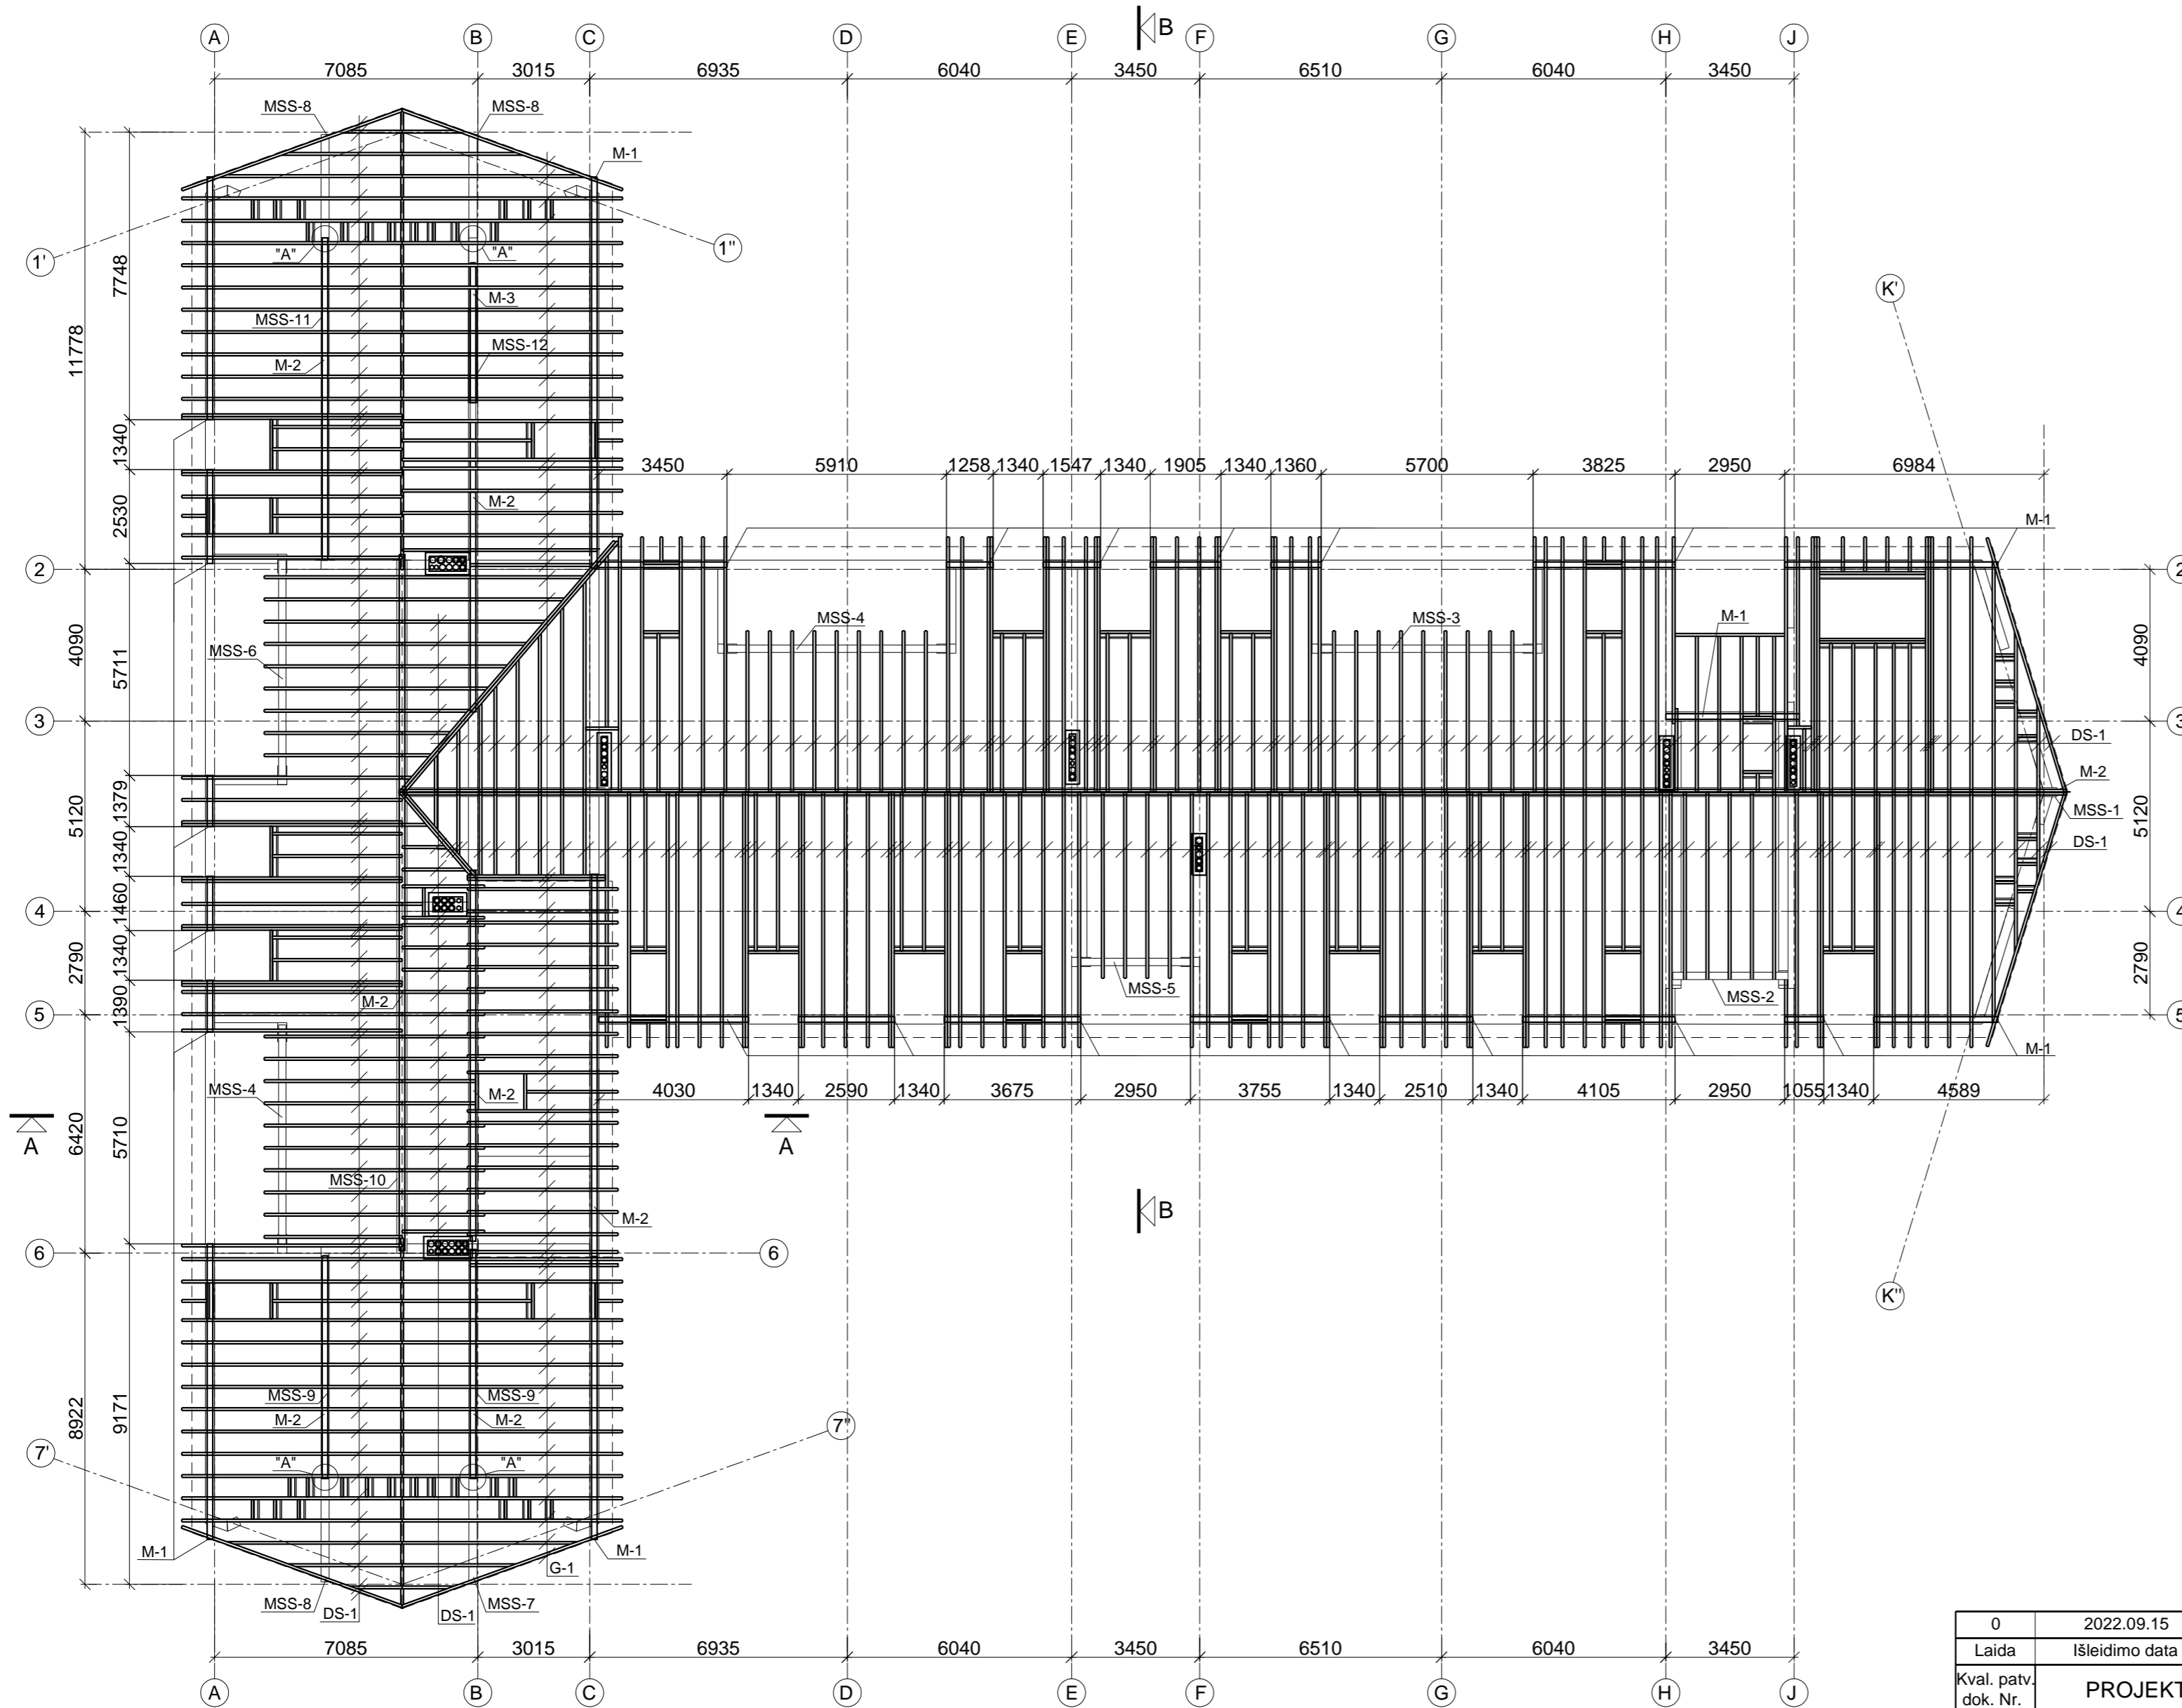 A B C D E F G H J
B
7085 3015 6935 6040 3450 6510 6040 3450
MSS-8 MSS-8
M-1
1' 1"
"A" "A"
7748
11778
M-3
MSS-11
MSS-12
M-2
K'
1340
2530
3450 5910 1258 1340 1547 1340 1905 1340 1360 5700 3825 2950 6984
M-2
M-1
2 2
MSS-4 MSS-3 M-1
4090 4090
5711
MSS-6
3 3
DS-1
M-2
MSS-1
DS-1
5120 5120
1379
1340
1460
4 4
1340
2790 2790
1390
M-2
MSS-5 MSS-2
5 5
M-1
MSS-4
M-2
4030 1340 2590 1340 3675 2950 3755 1340 2510 1340 4105 2950 1055 1340 4589
A A
6420
5710
MSS-10
B
M-2
6 6
K"
MSS-9 MSS-9
M-2 M-2
8922
9171
7' 7"
"A" "A"
M-1 M-1
G-1
MSS-8 MSS-7
DS-1 DS-1
7085 3015 6935 6040 3450 6510 6040 3450
A B C D E F G H J
0 2022.09.15
Laida Išleidimo data
Kval. patv.
dok. Nr.
PROJEKT